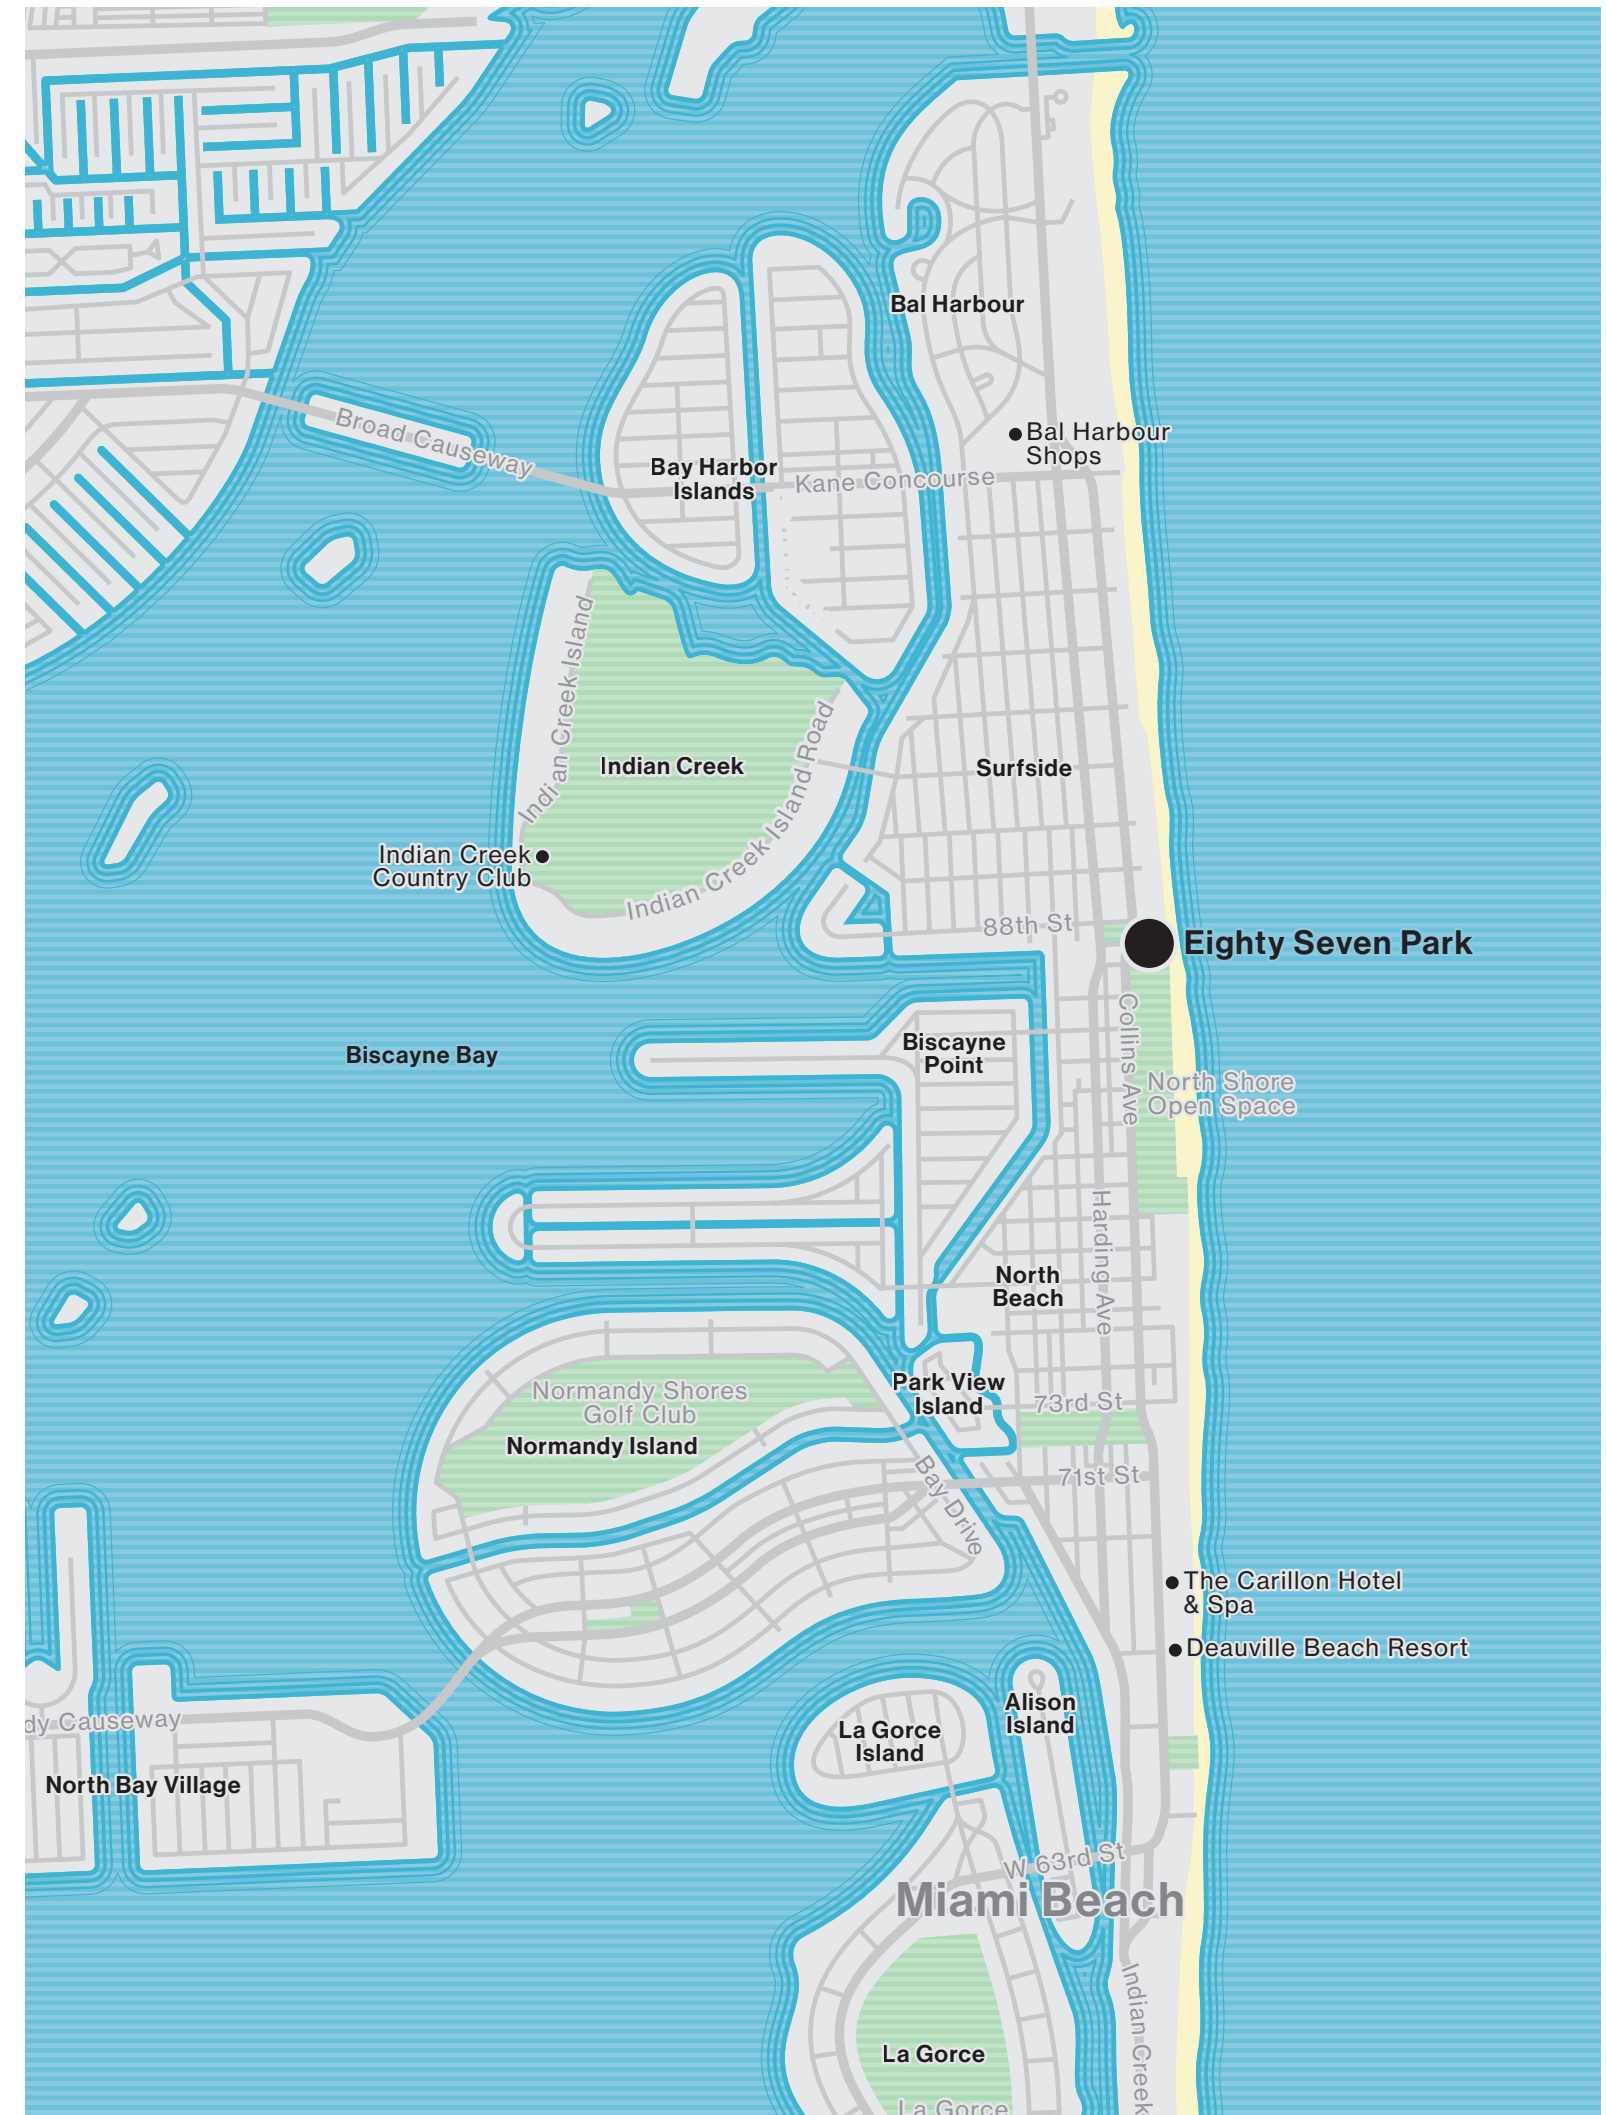 Bal Harbour
Broad Causeway
Bal Harbour
Shops
Bay Harbor
Islands
Kane Concourse
Indian Creek Island
Indian Creek Island Road
Indian Creek
Surfside
Indian Creek
Country Club
88th St
Eighty Seven Park
Collins Ave
Biscayne
Point
Biscayne Bay
North Shore
Open Space
Harding Ave
North
Beach
Normandy Shores
Golf Club
Park View
Island
73rd St
Normandy Island
Bay Drive
71st St
The Carillon Hotel
& Spa
Deauville Beach Resort
Alison
Island
dy Causeway
La Gorce
Island
North Bay Village
W 63rd St
Miami Beach
Indian Creek
La Gorce
La Gorce